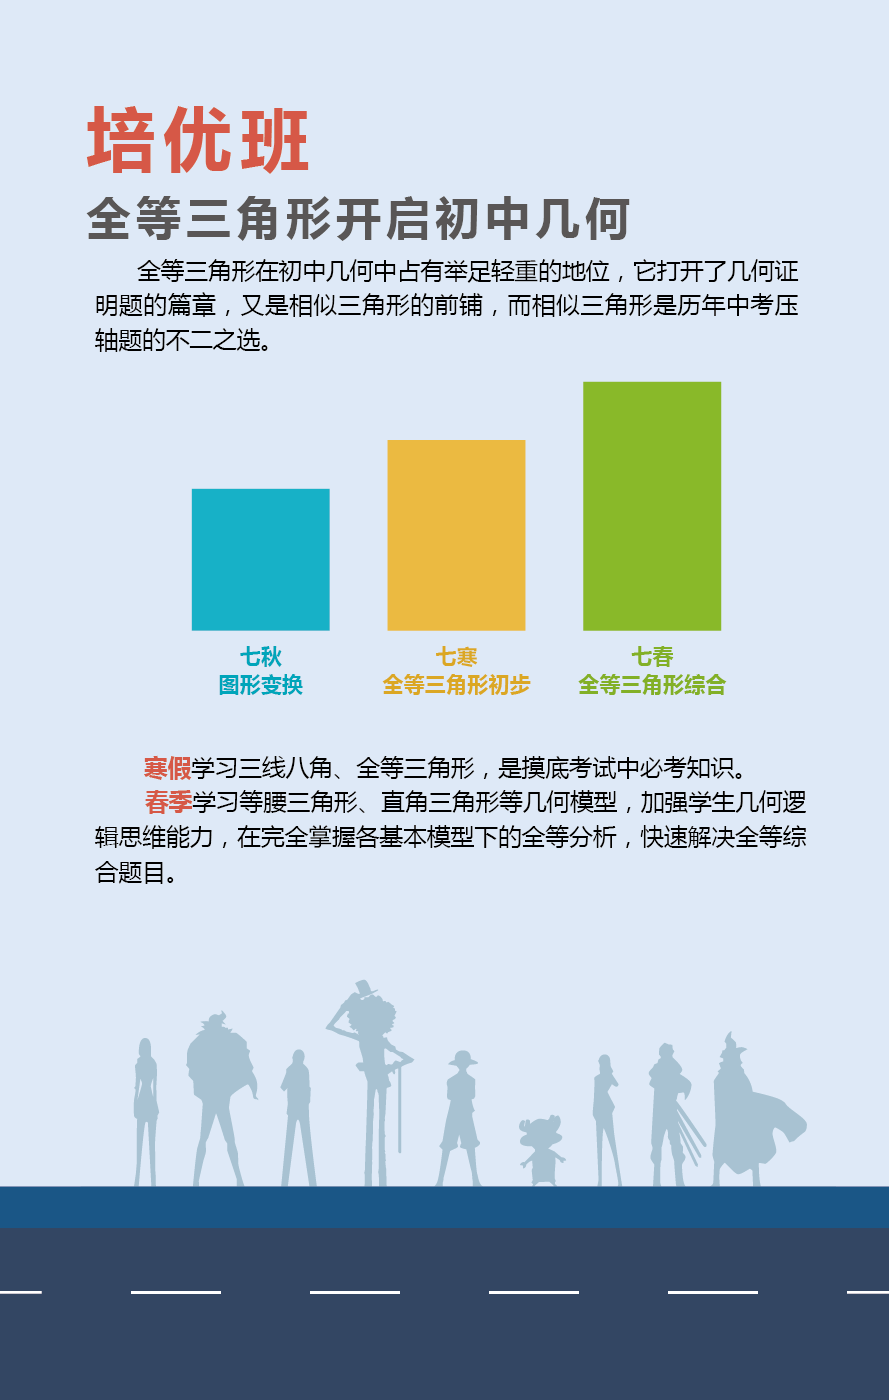 培优班
全等三角形开启初中几何
全等三角形在初中几何中占有举足轻重的地位，它打开了几何证
明题的篇章，又是相似三角形的前铺，而相似三角形是历年中考压
轴题的不二之选。
七秋 七寒 七春
图形变换 全等三角形初步 全等三角形综合
寒假学习三线八角、全等三角形，是摸底考试中必考知识。
春季学习等腰三角形、直角三角形等几何模型，加强学生几何逻
辑思维能力，在完全掌握各基本模型下的全等分析，快速解决全等综
合题目。